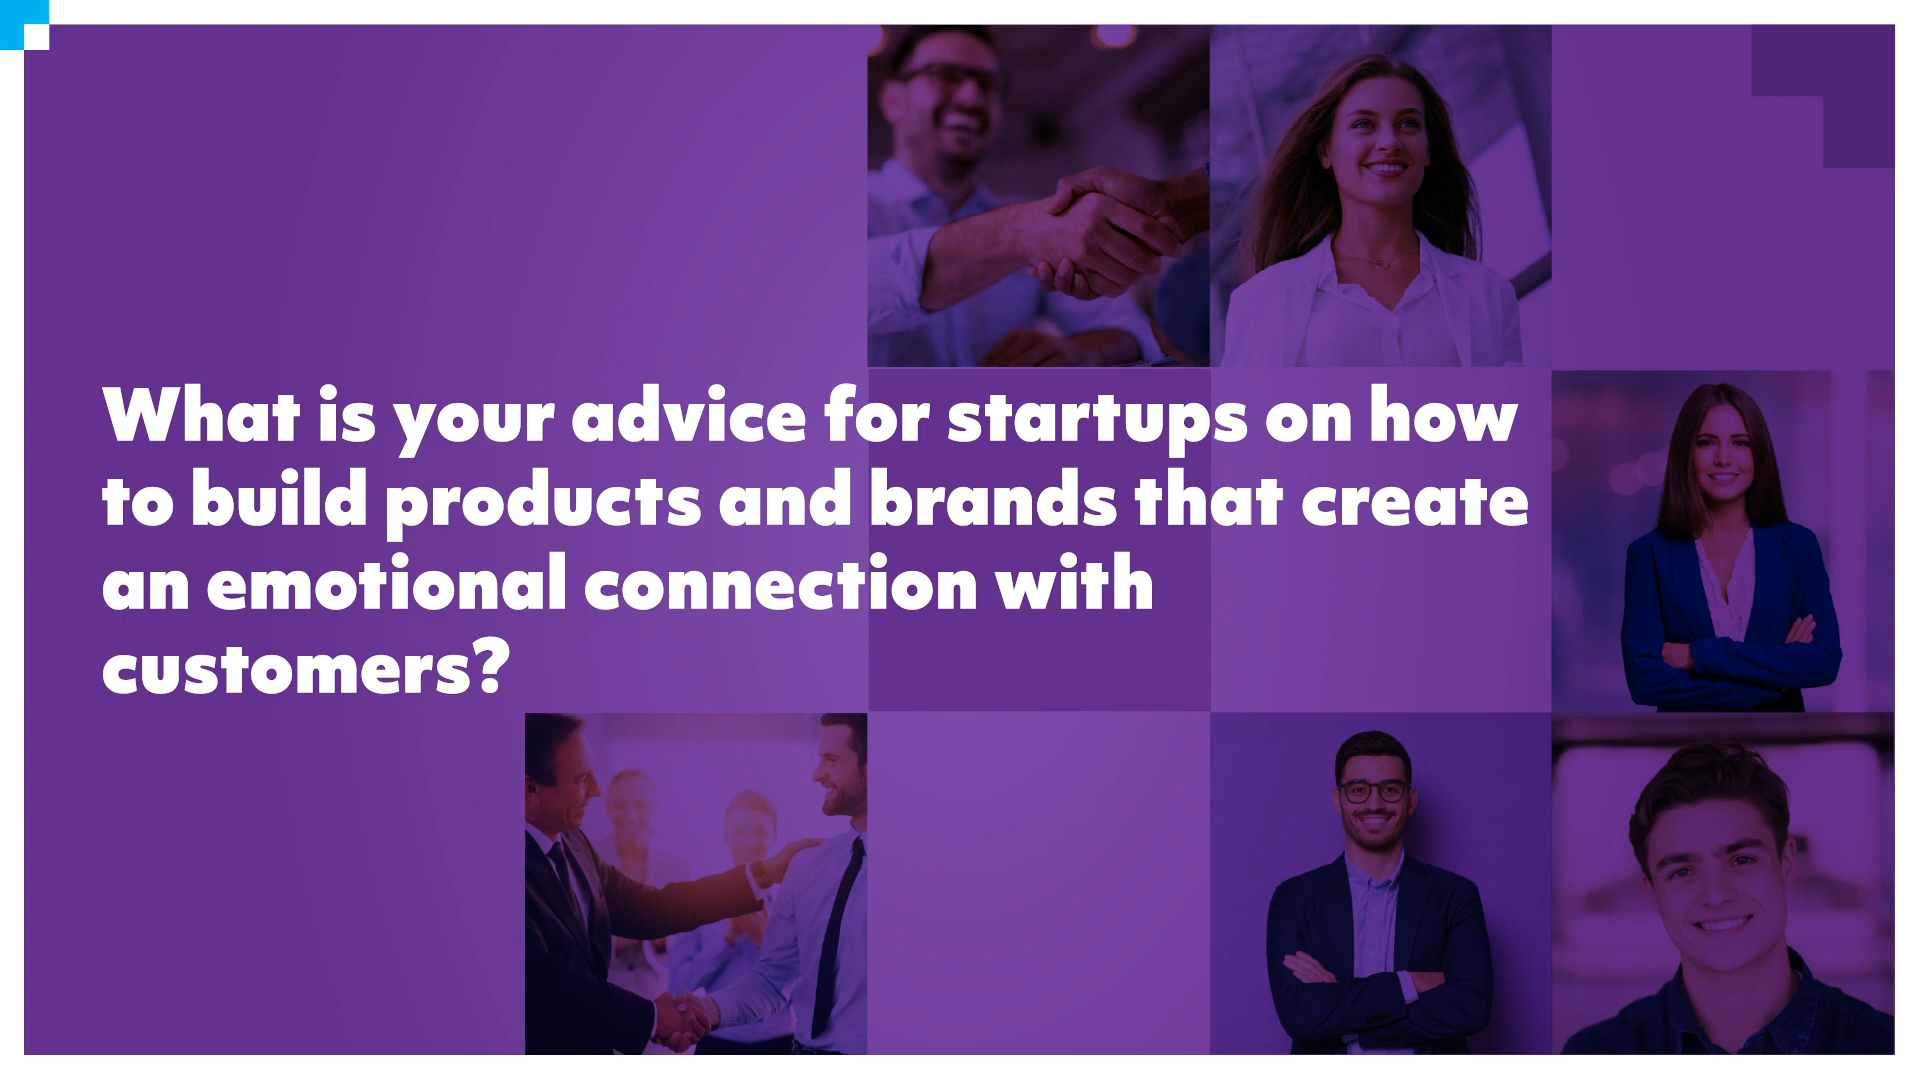 What is your advice for startups on how
to build products and brands that create
an emotional connection with
customers?